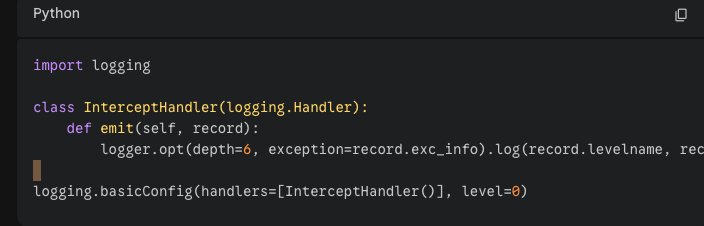 Python
import logging
class InterceptHandler(logging.Handler):
    def emit(self, record):
        logger.opt(depth=6, exception=record.exc_info).log(record.levelname, rec
logging.basicConfig(handlers=[InterceptHandler()], level=0)